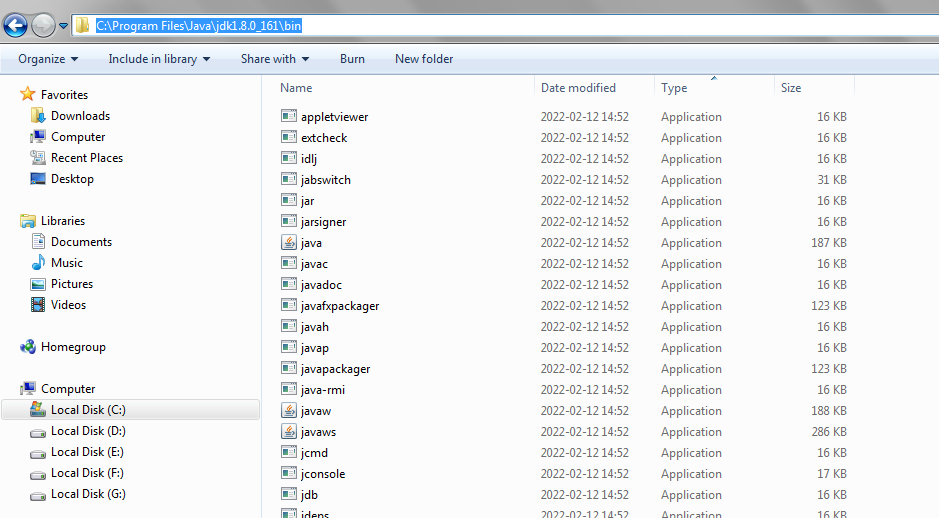 C:\Program Files\Java\jdk1.8.0_161\bin
Organize Include in library Share with Burn New folder
Favorites
Downloads
Computer
Recent Places
Desktop
Libraries
Documents
Music
Pictures
Videos
Homegroup
Computer
Local Disk (C:)
Local Disk (D:)
Local Disk (E:)
Local Disk (F:)
Local Disk (G:)
Name Date modified Type Size
appletviewer 2022-02-12 14:52 Application 16 KB
extcheck 2022-02-12 14:52 Application 16 KB
idlj 2022-02-12 14:52 Application 16 KB
jabswitch 2022-02-12 14:52 Application 31 KB
jar 2022-02-12 14:52 Application 16 KB
jarsigner 2022-02-12 14:52 Application 16 KB
java 2022-02-12 14:52 Application 187 KB
javac 2022-02-12 14:52 Application 16 KB
javadoc 2022-02-12 14:52 Application 16 KB
javafxpackager 2022-02-12 14:52 Application 123 KB
javah 2022-02-12 14:52 Application 16 KB
javap 2022-02-12 14:52 Application 16 KB
javapackager 2022-02-12 14:52 Application 123 KB
java-rmi 2022-02-12 14:52 Application 16 KB
javaw 2022-02-12 14:52 Application 188 KB
javaws 2022-02-12 14:52 Application 286 KB
jcmd 2022-02-12 14:52 Application 16 KB
jconsole 2022-02-12 14:52 Application 17 KB
jdb 2022-02-12 14:52 Application 16 KB
jdeps 2022-02-12 14:52 Application 16 KB